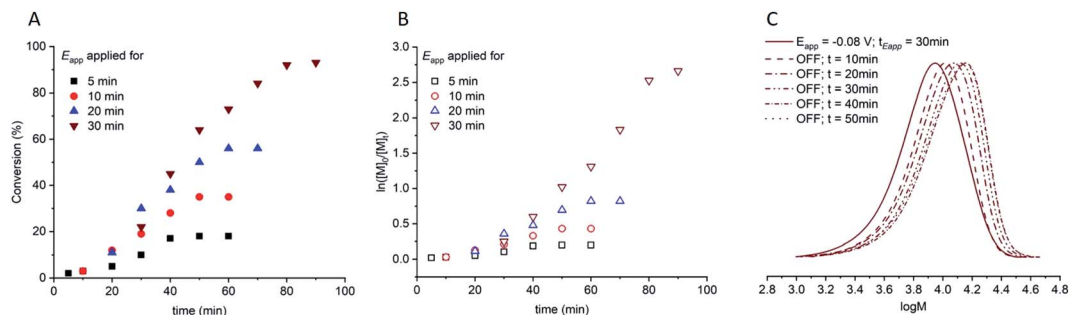 A
Conversion (%)
100
80
60
40
20
0
E app applied for
5 min
10 min
20 min
30 min
0
20
40
60
80
100
time (min)
B
ln([M]₀/[M]ₜ)
3.0
2.5
2.0
1.5
1.0
0.5
0.0
E app applied for
5 min
10 min
20 min
30 min
0
20
40
60
80
100
time (min)
C
E app = -0.08 V; t Eapp = 30min
OFF; t = 10min
OFF; t = 20min
OFF; t = 30min
OFF; t = 40min
OFF; t = 50min
2.8
3.0
3.2
3.4
3.6
3.8
4.0
4.2
4.4
4.6
4.8
logM